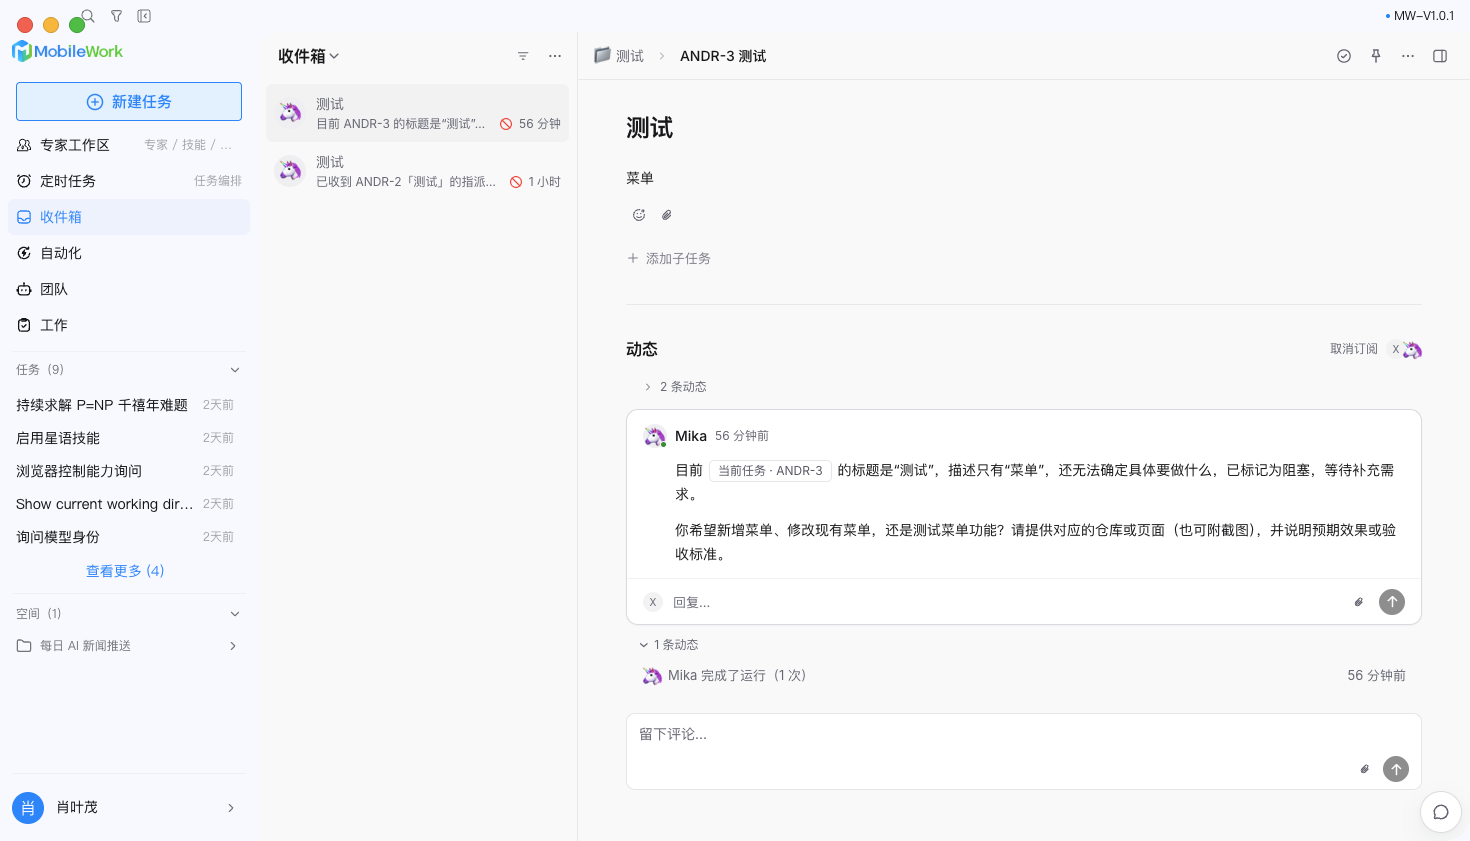 MW-V1.0.1
MobileWork
新建任务
专家工作区 专家 / 技能 / ...
定时任务 任务编排
收件箱
自动化
团队
工作
任务 (9)
持续求解 P=NP 千禧年难题 2天前
启用星语技能 2天前
浏览器控制能力询问 2天前
Show current working dir... 2天前
询问模型身份 2天前
查看更多 (4)
空间 (1)
每日 AI 新闻推送
肖 肖叶茂
收件箱
测试
目前 ANDR-3 的标题是“测试”... 56 分钟
测试
已收到 ANDR-2「测试」的指派... 1 小时
测试 › ANDR-3 测试
测试
菜单
添加子任务
动态 取消订阅 X
2 条动态
Mika 56 分钟前
目前 当前任务 · ANDR-3 的标题是“测试”，描述只有“菜单”，还无法确定具体要做什么，已标记为阻塞，等待补充需
求。
你希望新增菜单、修改现有菜单，还是测试菜单功能？请提供对应的仓库或页面（也可附截图），并说明预期效果或验
收标准。
X 回复...
1 条动态
Mika 完成了运行（1 次） 56 分钟前
留下评论...